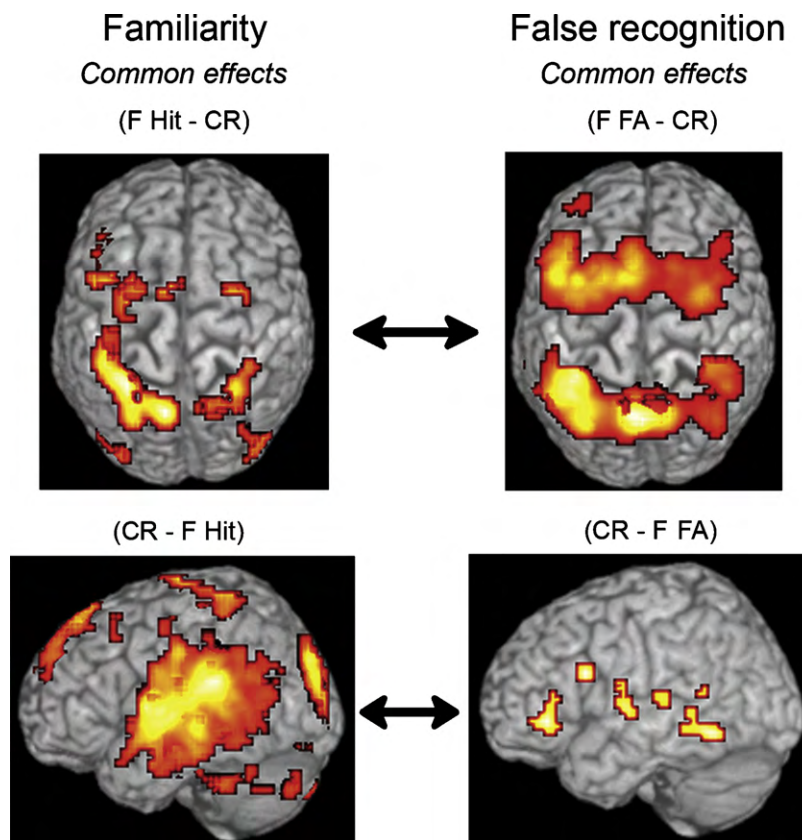 Familiarity
Common effects
(F Hit - CR)
False recognition
Common effects
(F FA - CR)
(CR - F Hit)
(CR - F FA)